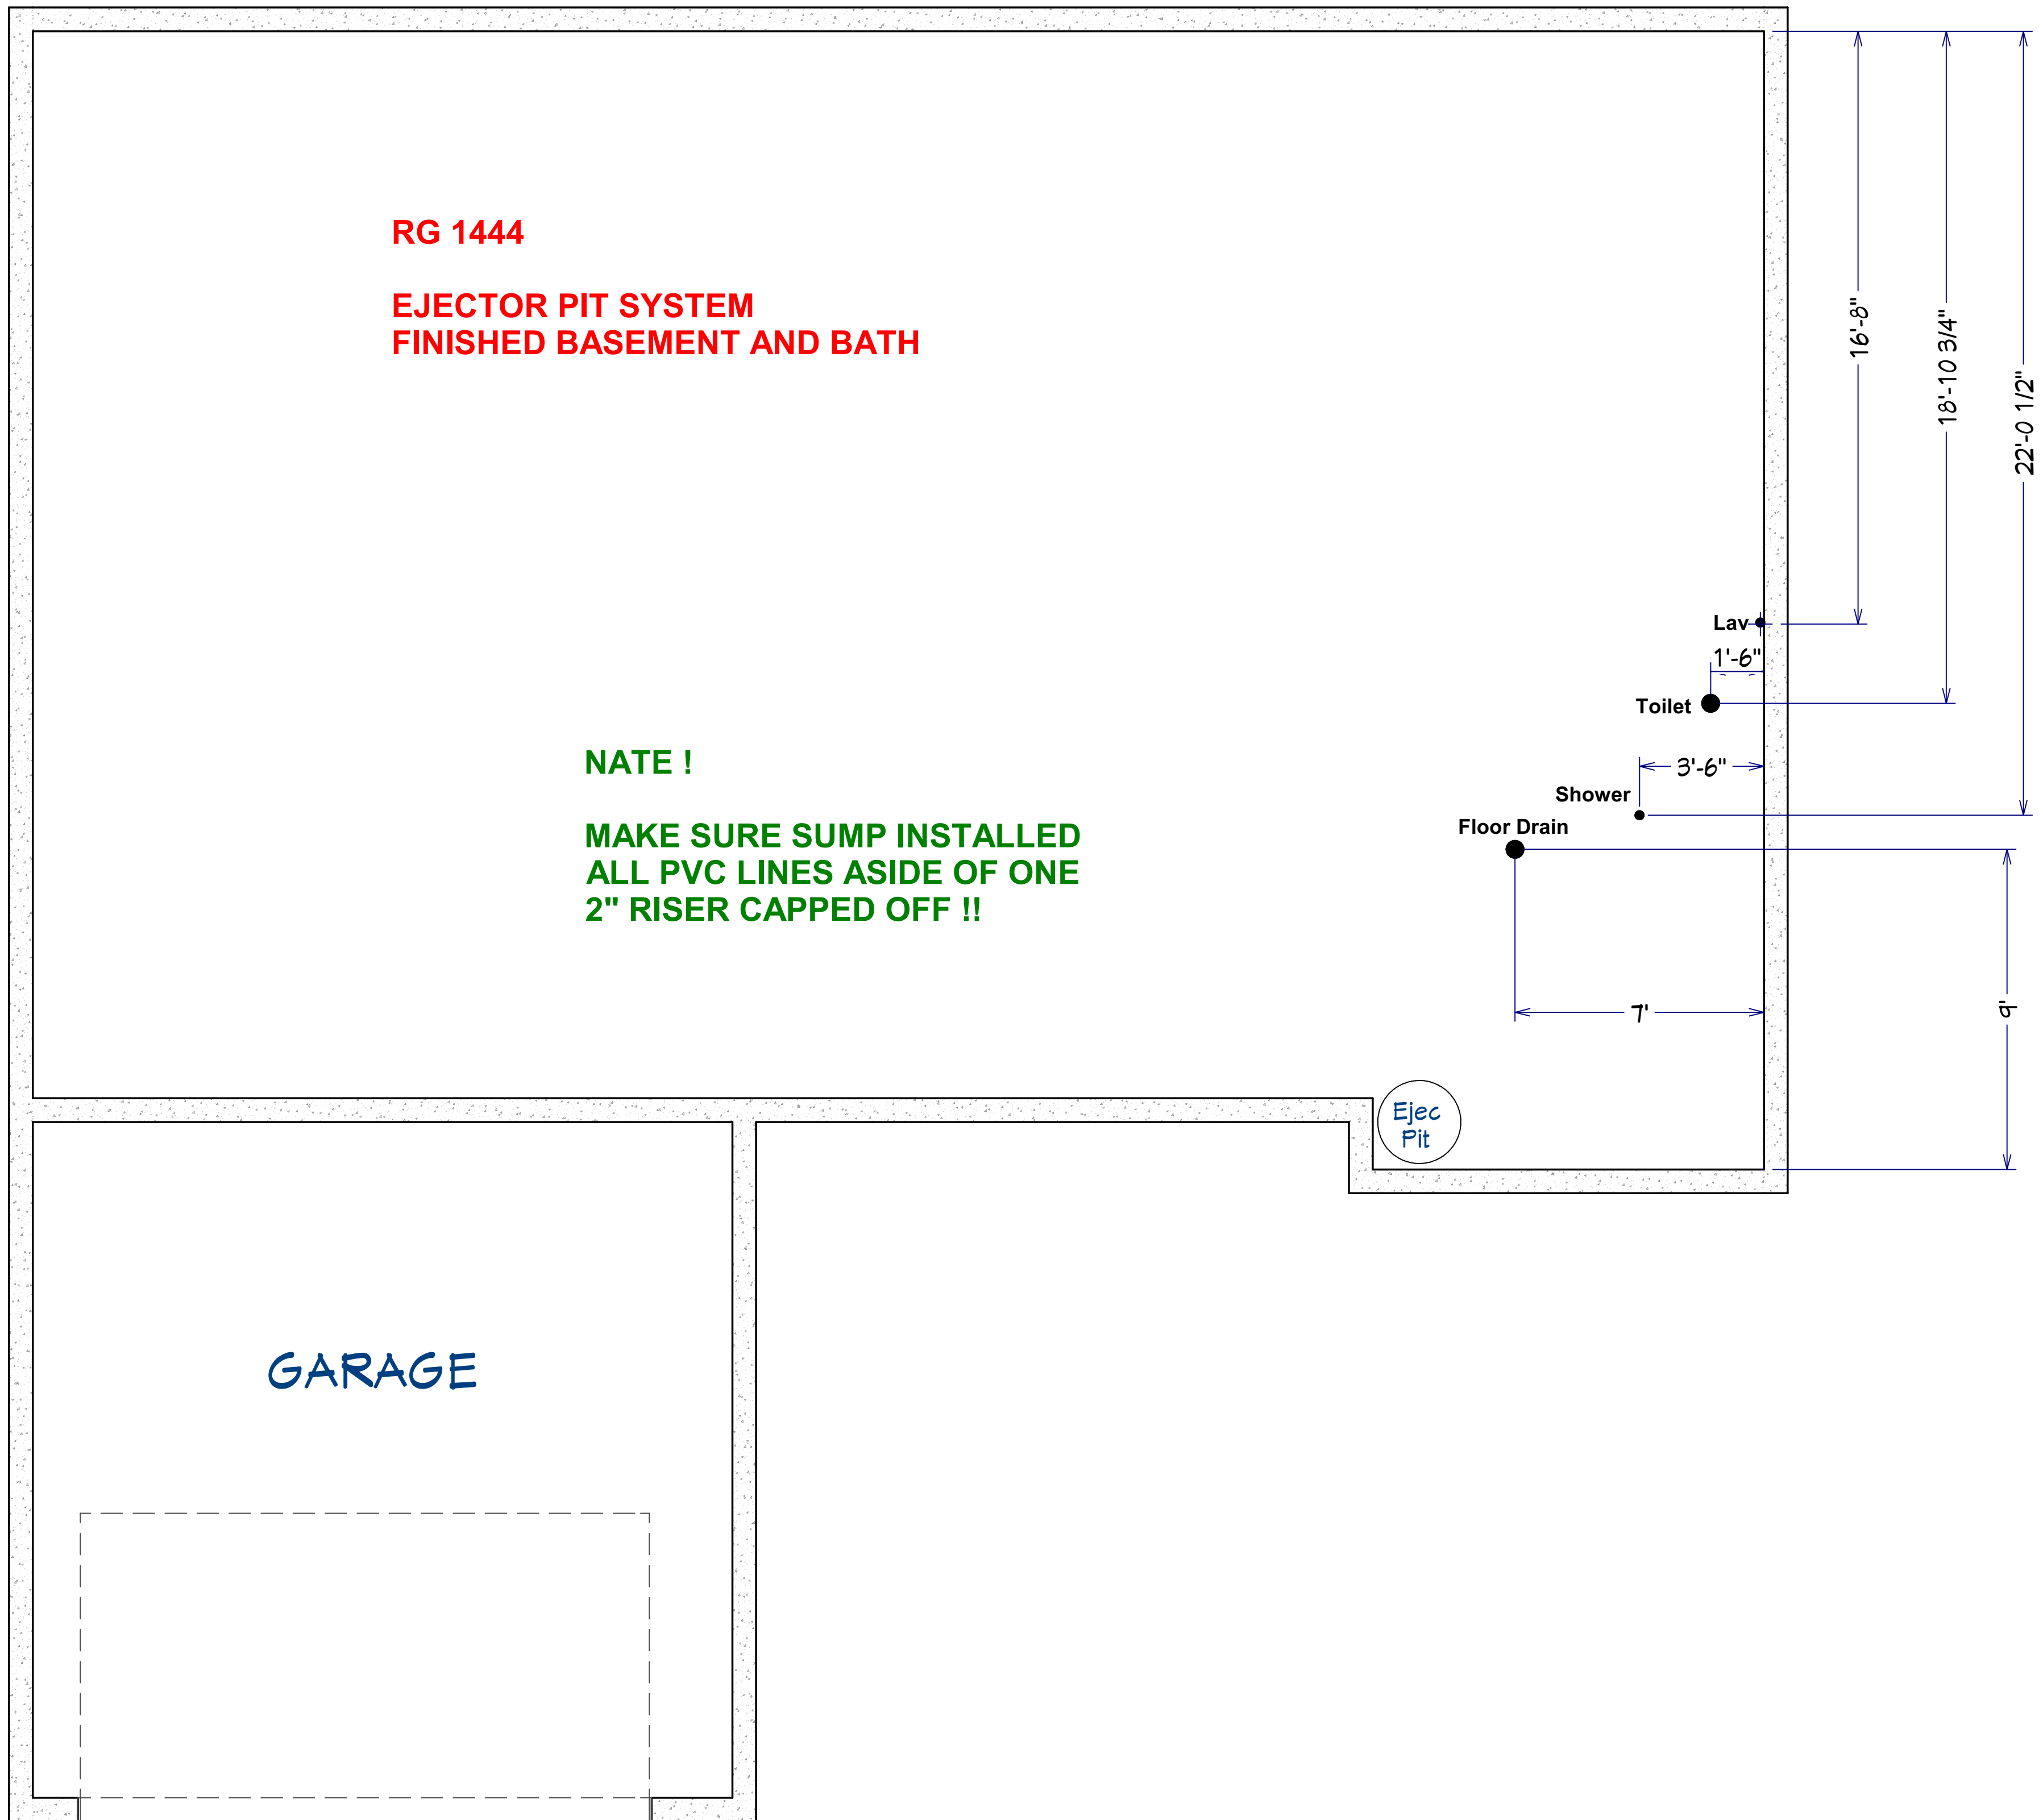 RG 1444
EJECTOR PIT SYSTEM
FINISHED BASEMENT AND BATH
16'-8"
18'-10 3/4"
22'-0 1/2"
Lav
1'-6"
Toilet
NATE !
3'-6"
Shower
Floor Drain
MAKE SURE SUMP INSTALLED
ALL PVC LINES ASIDE OF ONE
2" RISER CAPPED OFF !!
7'
9'
Ejec
Pit
GARAGE